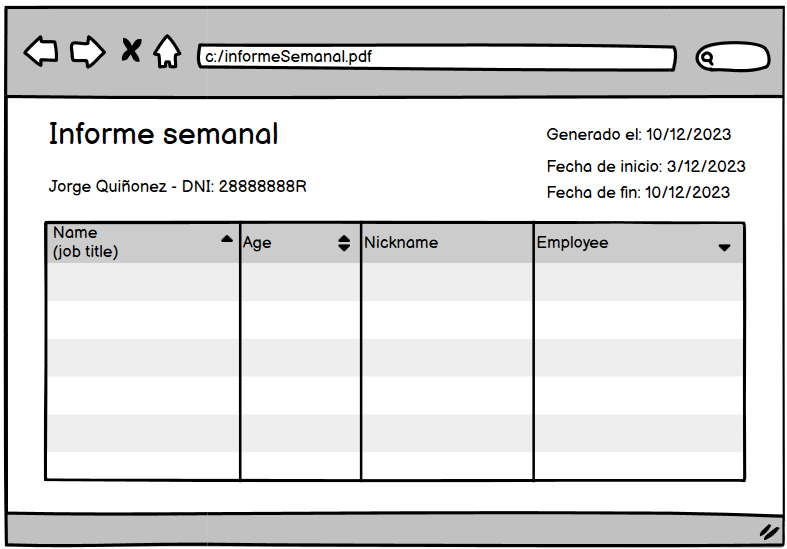 c:/informeSemanal.pdf
Informe semanal
Generado el: 10/12/2023
Fecha de inicio: 3/12/2023
Jorge Quiñonez - DNI: 28888888R
Fecha de fin: 10/12/2023
Name
(job title)
Age
Nickname
Employee